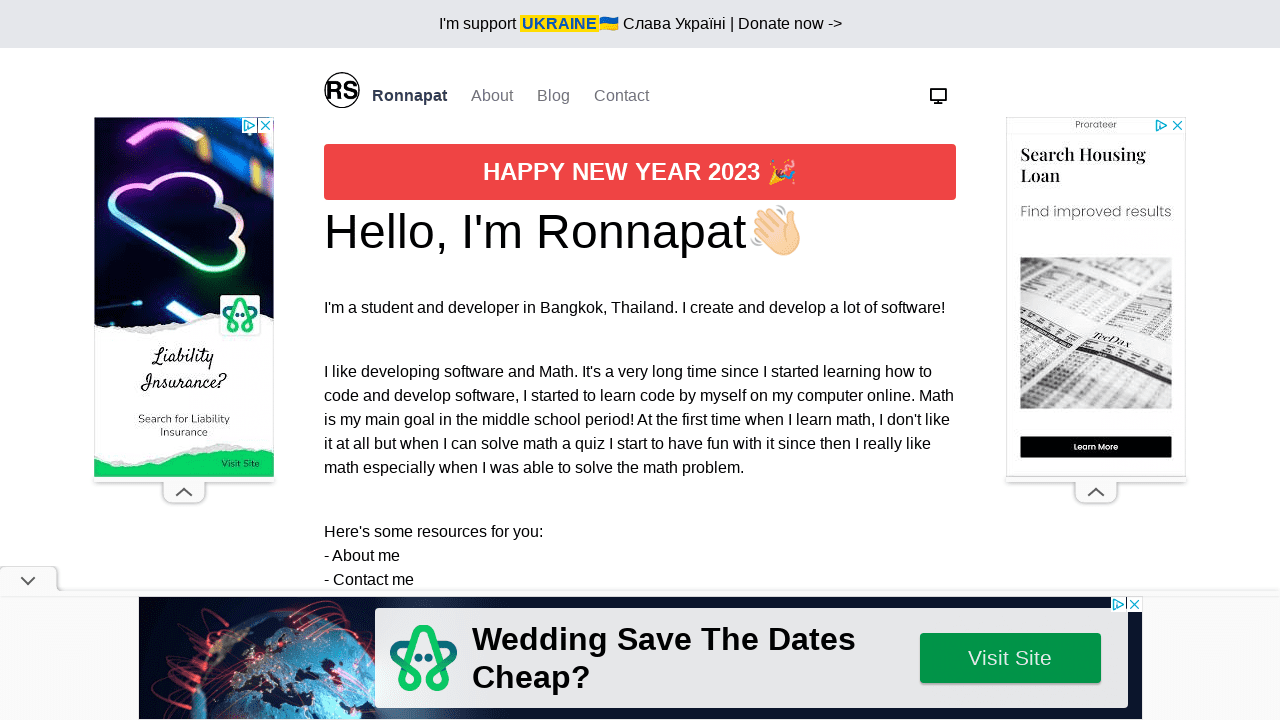 I'm support UKRAINE🇺🇦 Слава Україні | Donate now ->
RS
Ronnapat About Blog Contact
HAPPY NEW YEAR 2023 🎉
Hello, I'm Ronnapat👋🏻
I'm a student and developer in Bangkok, Thailand. I create and develop a lot of software!
I like developing software and Math. It's a very long time since I started learning how to
code and develop software, I started to learn code by myself on my computer online. Math
is my main goal in the middle school period! At the first time when I learn math, I don't like
it at all but when I can solve math a quiz I start to have fun with it since then I really like
math especially when I was able to solve the math problem.
Here's some resources for you:
- About me
- Contact me
Liability
Insurance?
Search for Liability
Insurance
Visit Site
Prorateer
Search Housing
Loan
Find improved results
TecDax
Learn More
Wedding Save The Dates
Cheap?
Visit Site